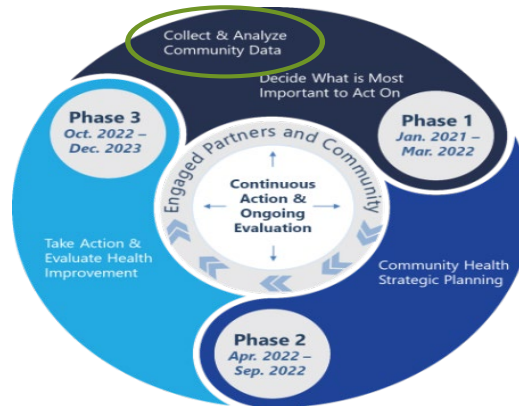 Collect & Analyze
Community Data
Decide What is Most
Important to Act On
Phase 1
Jan. 2021 –
Mar. 2022
Community Health
Strategic Planning
Phase 2
Apr. 2022 –
Sep. 2022
Take Action &
Evaluate Health
Improvement
Phase 3
Oct. 2022 –
Dec. 2023
Engaged Partners and Community
Continuous
Action &
Ongoing
Evaluation